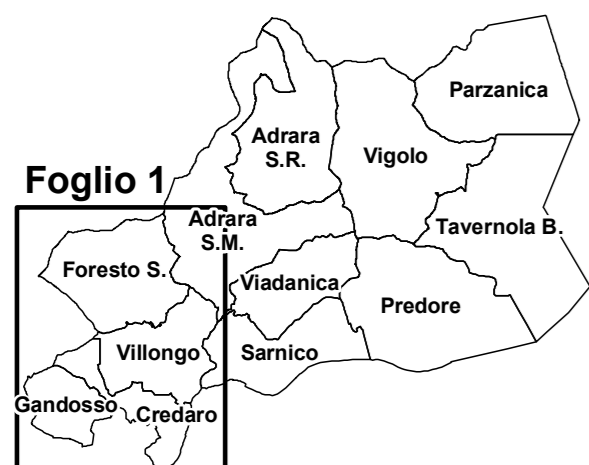 Parzanica
Adrara
S.R.
Vigolo
Foglio 1
Adrara
S.M.
Tavernola B.
Foresto S.
Viadanica
Predore
Villongo
Sarnico
Gandosso
Credaro